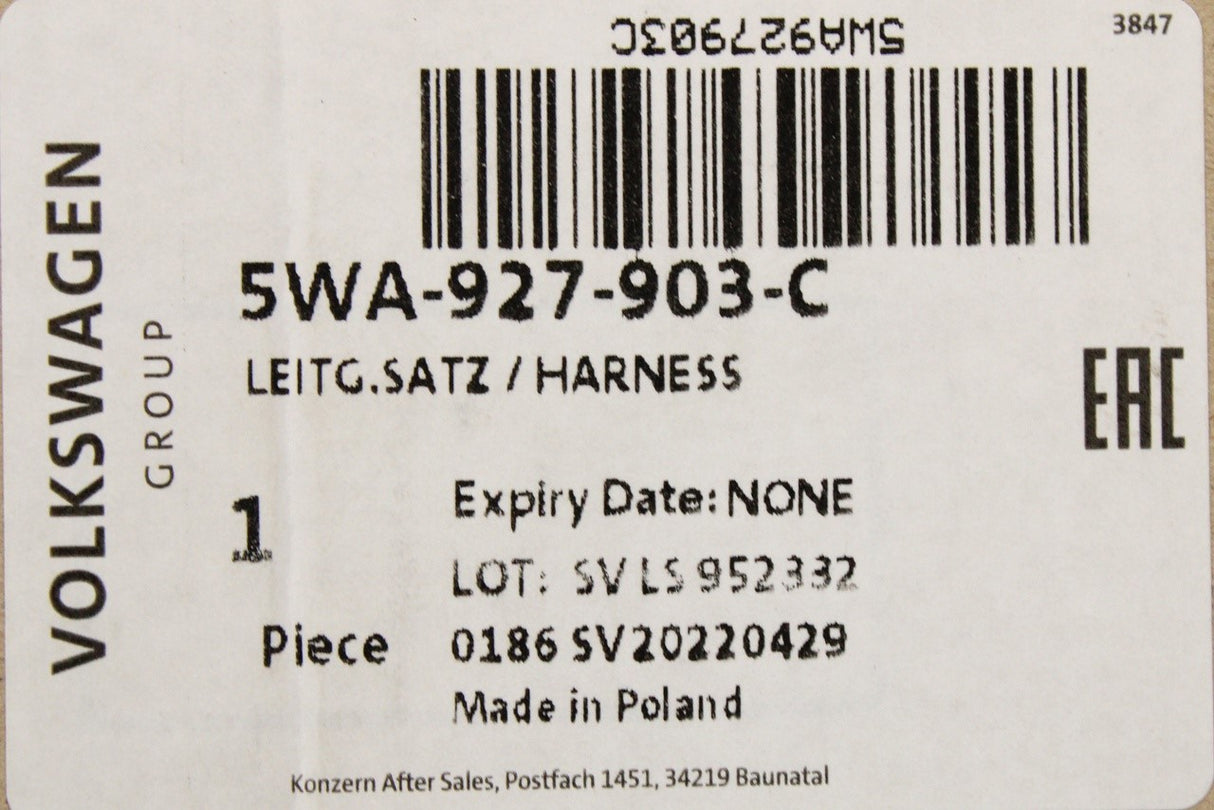 3847
5WA927903C
VOLKSWAGEN
GROUP
5WA-927-903-C
LEITG.SATZ / HARNESS
EAC
1
Piece
Expiry Date: NONE
LOT: SV LS 952332
0186 SV20220429
Made in Poland
Konzern After Sales, Postfach 1451, 34219 Baunatal